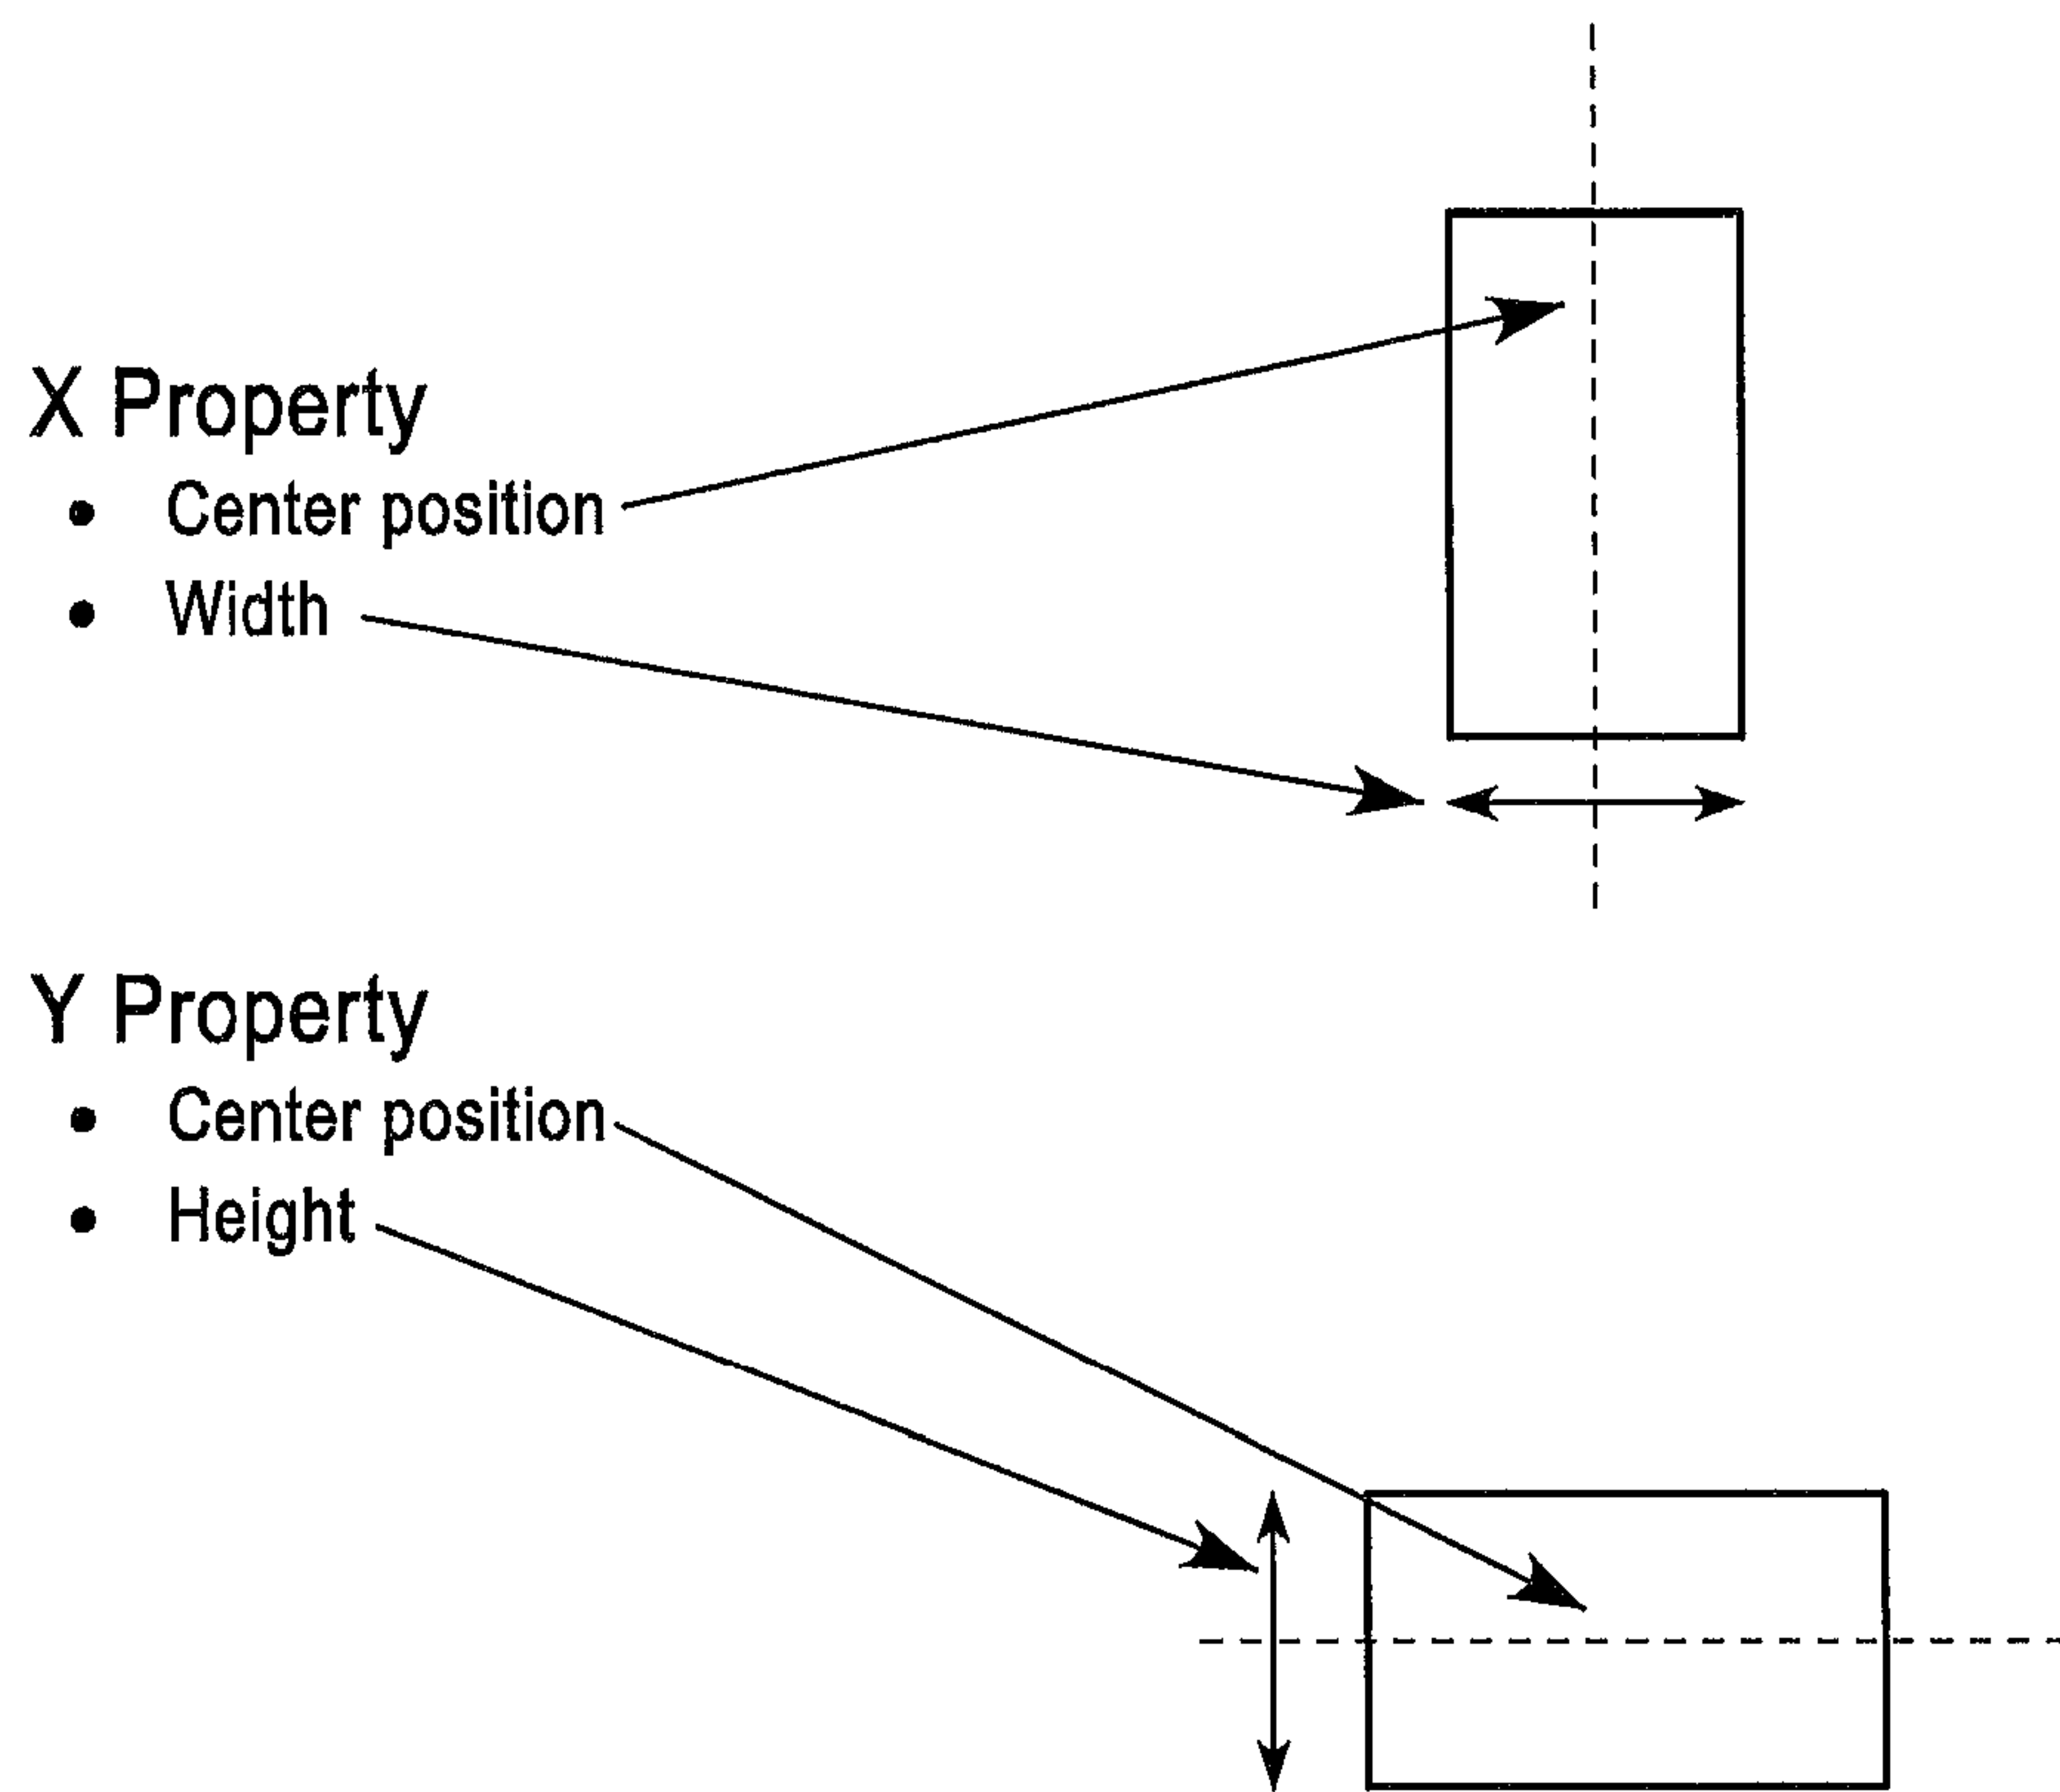 X Property
• Center position
• Width
Y Property
• Center position
• Height